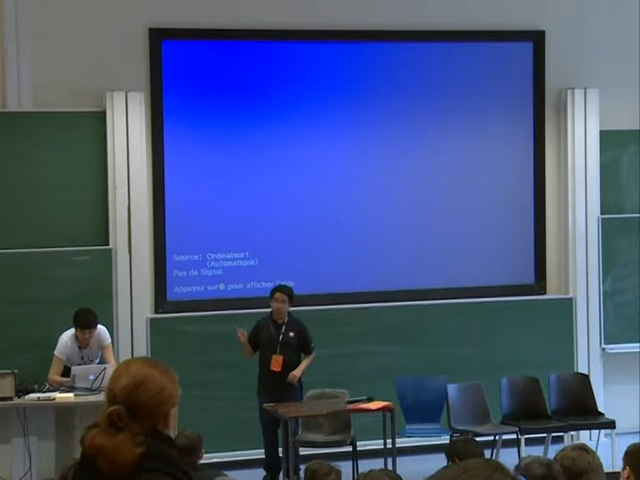 Source: Ordinateur1
(Automatique)
Pas de Signal
Appuyez sur pour afficher